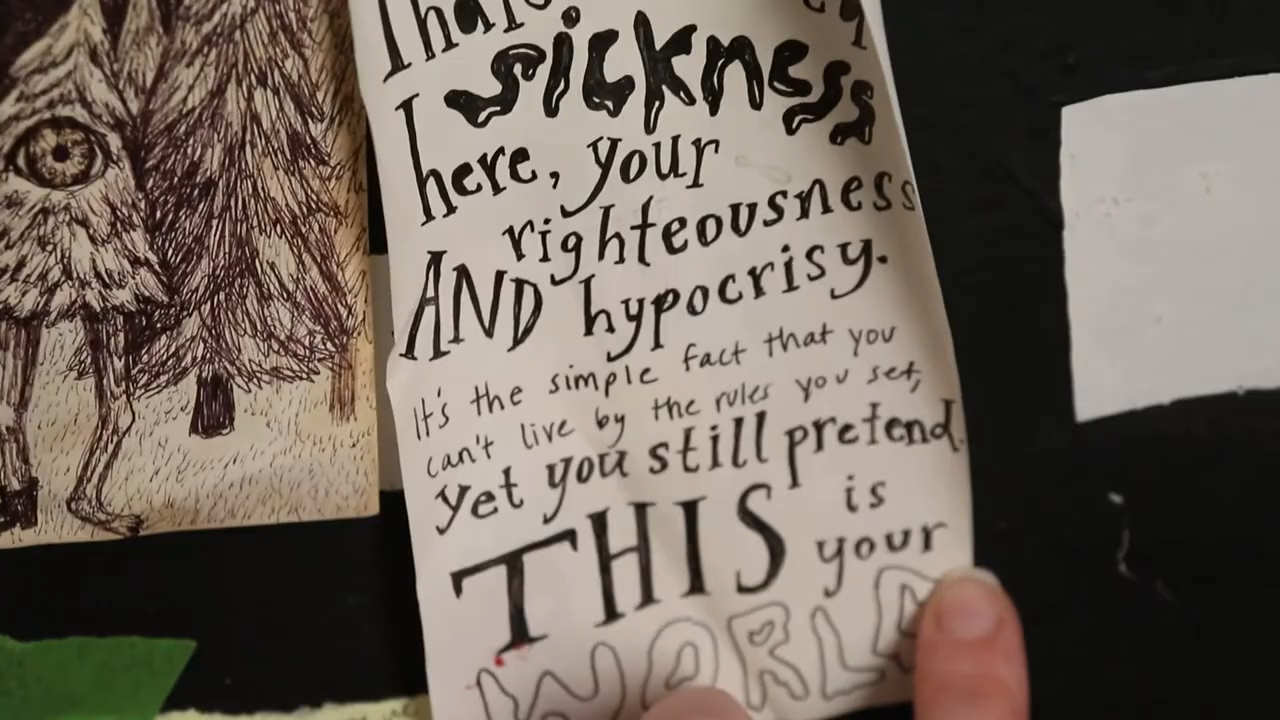 I
sickness
here, your
righteousness
AND hypocrisy.
It's the simple fact that you
can't live by the rules you set,
yet you still pretend
THIS is
your
WORLD